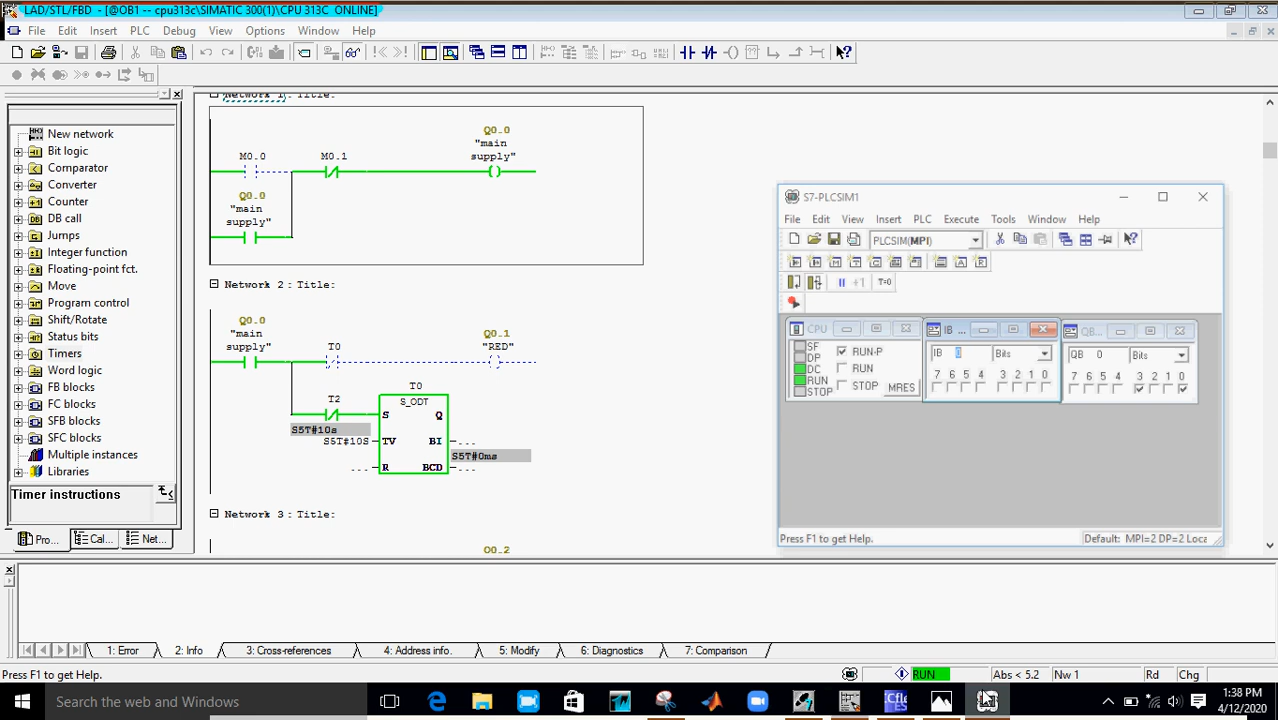 LAD/STL/FBD - [@OB1 -- cpu313c\SIMATIC 300(1)\CPU 313C ONLINE]
File Edit Insert PLC Debug View Options Window Help
New network
Bit logic
Comparator
Converter
Counter
DB call
Jumps
Integer function
Floating-point fct.
Move
Program control
Shift/Rotate
Status bits
Timers
Word logic
FB blocks
FC blocks
SFB blocks
SFC blocks
Multiple instances
Libraries
Timer instructions
Pro... Cal... Net...
Network 1: Title:
Q0.0
"main
supply"
M0.0 M0.1
Q0.0
"main
supply"
Network 2 : Title:
Q0.0
"main
supply"
T0
Q0.1
"RED"
T0
T2 S_ODT
S Q
S5T#10s
S5T#10S TV BI ...
S5T#0ms
... R BCD ...
Network 3 : Title:
Q0.2
S7-PLCSIM1
File Edit View Insert PLC Execute Tools Window Help
PLCSIM(MPI)
+1 T=0
CPU
SF
DP
DC
RUN
STOP
RUN-P
RUN
STOP MRES
IB ...
IB 0 Bits
7 6 5 4 3 2 1 0
QB...
QB 0 Bits
7 6 5 4 3 2 1 0
Press F1 to get Help. Default: MPI=2 DP=2 Loca
1: Error 2: Info 3: Cross-references 4: Address info. 5: Modify 6: Diagnostics 7: Comparison
Press F1 to get Help. RUN Abs < 5.2 Nw 1 Rd Chg
Search the web and Windows
1:38 PM
4/12/2020